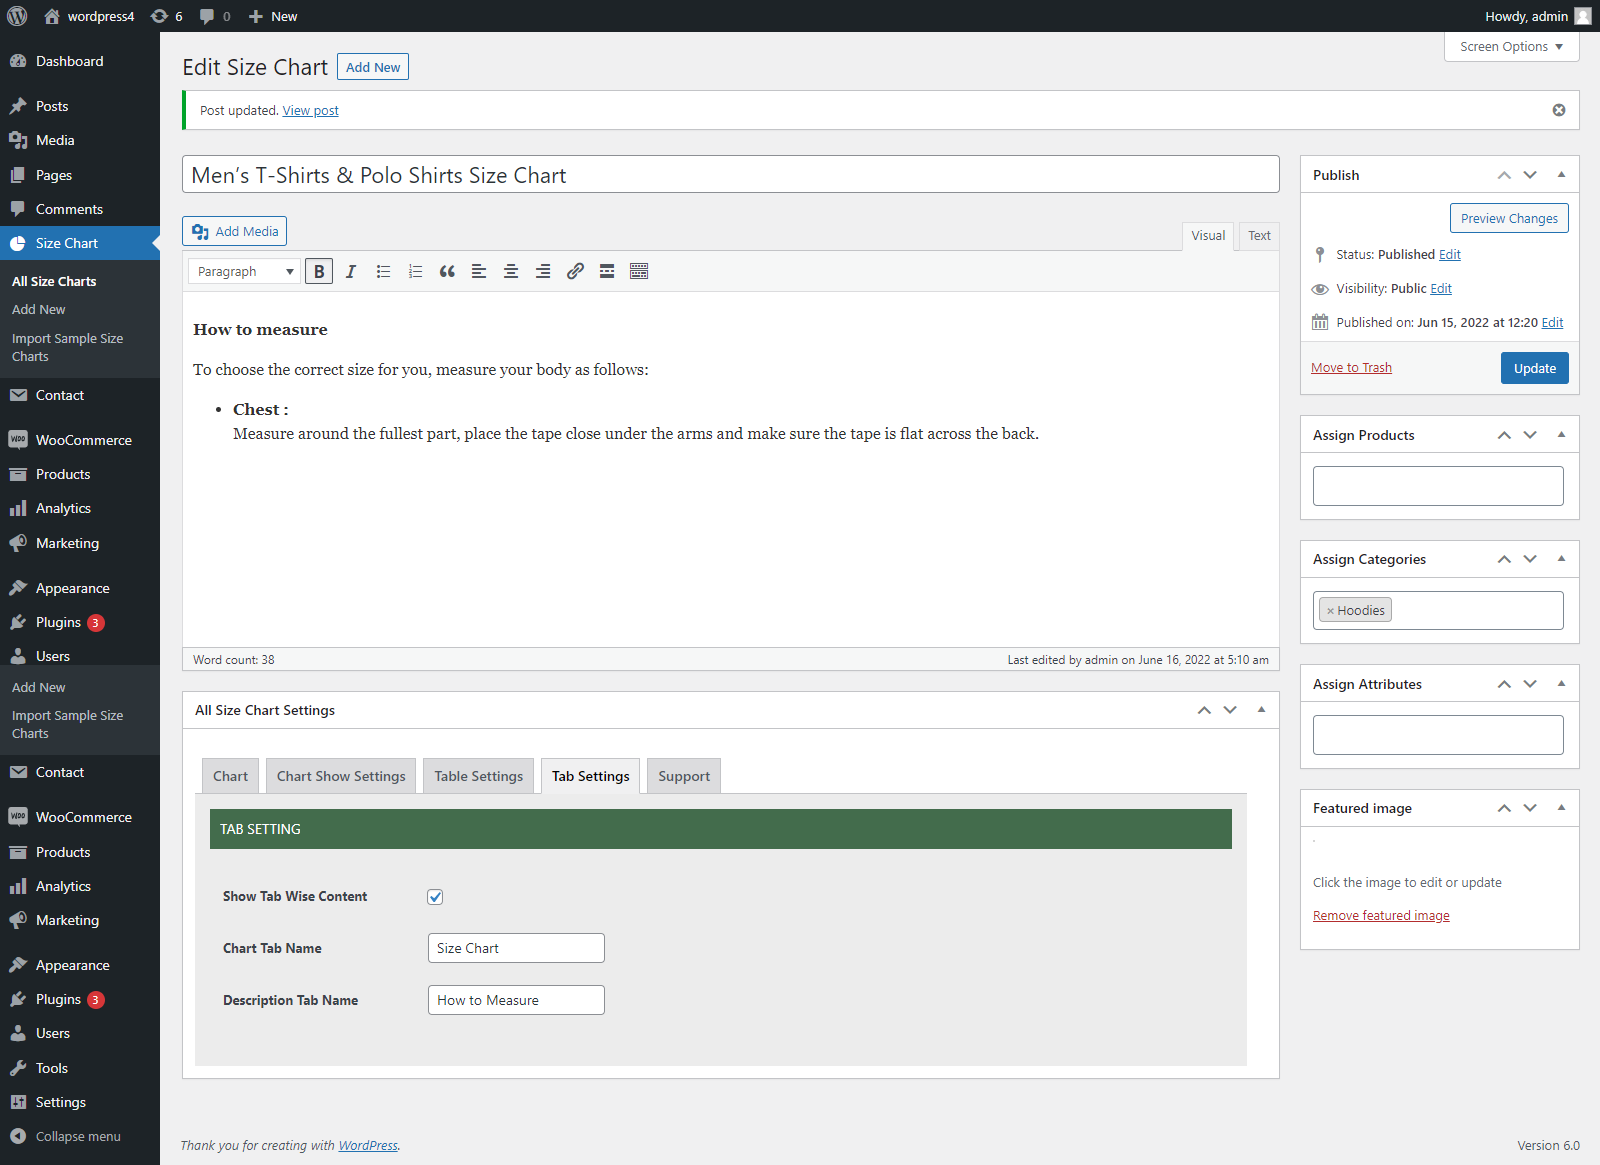 wordpress4 6 0 New
Howdy, admin
Screen Options
Dashboard
Posts
Media
Pages
Comments
Size Chart
All Size Charts
Add New
Import Sample Size
Charts
Contact
WooCommerce
Products
Analytics
Marketing
Appearance
Plugins 3
Users
Add New
Import Sample Size
Charts
Contact
WooCommerce
Products
Analytics
Marketing
Appearance
Plugins 3
Users
Tools
Settings
Collapse menu
Edit Size Chart Add New
Post updated. View post
Men’s T-Shirts & Polo Shirts Size Chart
Add Media
Visual Text
Paragraph B I
How to measure
To choose the correct size for you, measure your body as follows:
• Chest :
Measure around the fullest part, place the tape close under the arms and make sure the tape is flat across the back.
Word count: 38 Last edited by admin on June 16, 2022 at 5:10 am
All Size Chart Settings
Chart Chart Show Settings Table Settings Tab Settings Support
TAB SETTING
Show Tab Wise Content
Chart Tab Name Size Chart
Description Tab Name How to Measure
Publish
Preview Changes
Status: Published Edit
Visibility: Public Edit
Published on: Jun 15, 2022 at 12:20 Edit
Move to Trash Update
Assign Products
Assign Categories
× Hoodies
Assign Attributes
Featured image
Click the image to edit or update
Remove featured image
Thank you for creating with WordPress.
Version 6.0